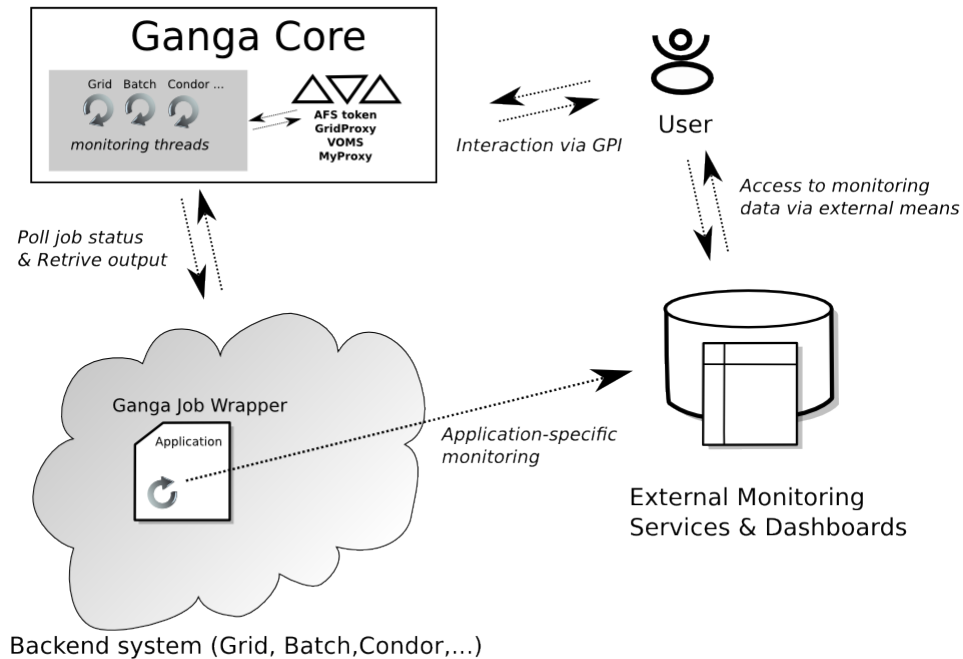 Ganga Core
Grid Batch Condor ...
monitoring threads
AFS token
GridProxy
VOMS
MyProxy
User
Interaction via GPI
Access to monitoring
data via external means
Poll job status
& Retrive output
Ganga Job Wrapper
Application
Application-specific
monitoring
External Monitoring
Services & Dashboards
Backend system (Grid, Batch,Condor,...)